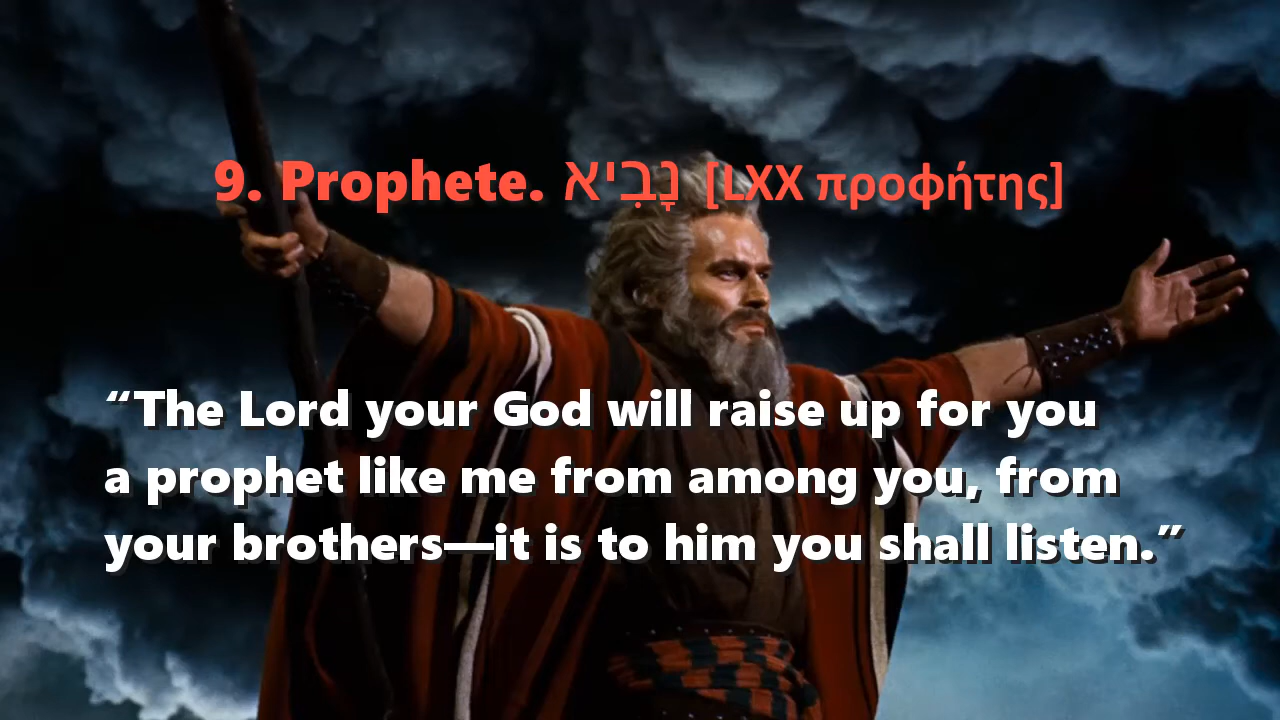 9. Prophete. נָבִיא [LXX προφήτης]
“The Lord your God will raise up for you
a prophet like me from among you, from
your brothers—it is to him you shall listen.”